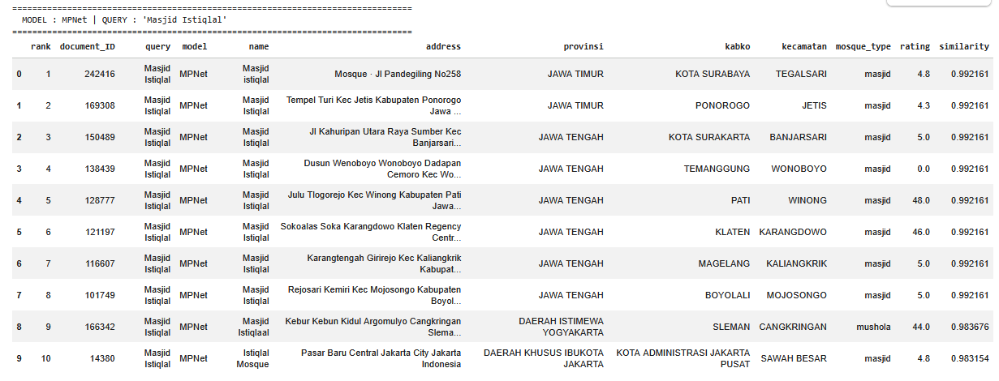 ==========================================================================
MODEL : MPNet | QUERY : 'Masjid Istiqlal'
==========================================================================
rank document_ID query model name address provinsi kabko kecamatan mosque_type rating similarity
0 1 242416 Masjid Istiqlal MPNet Masjid istiqlal Mosque · Jl Pandegiling No258 JAWA TIMUR KOTA SURABAYA TEGALSARI masjid 4.8 0.992161
1 2 169308 Masjid Istiqlal MPNet Masjid Istiqlal Tempel Turi Kec Jetis Kabupaten Ponorogo Jawa ... JAWA TIMUR PONOROGO JETIS masjid 4.3 0.992161
2 3 150489 Masjid Istiqlal MPNet Masjid Istiqlal Jl Kahuripan Utara Raya Sumber Kec Banjarsari... JAWA TENGAH KOTA SURAKARTA BANJARSARI masjid 5.0 0.992161
3 4 138439 Masjid Istiqlal MPNet Masjid Istiqlal Dusun Wenoboyo Wonoboyo Dadapan Cemoro Kec Wo... JAWA TENGAH TEMANGGUNG WONOBOYO masjid 0.0 0.992161
4 5 128777 Masjid Istiqlal MPNet Masjid Istiqlal Julu Tlogorejo Kec Winong Kabupaten Pati Jawa... JAWA TENGAH PATI WINONG masjid 48.0 0.992161
5 6 121197 Masjid Istiqlal MPNet Masjid Istiqlal Sokoalas Soka Karangdowo Klaten Regency Centr... JAWA TENGAH KLATEN KARANGDOWO masjid 46.0 0.992161
6 7 116607 Masjid Istiqlal MPNet Masjid Istiqlal Karangtengah Girirejo Kec Kaliangkrik Kabupat... JAWA TENGAH MAGELANG KALIANGKRIK masjid 5.0 0.992161
7 8 101749 Masjid Istiqlal MPNet Masjid Istiqlal Rejosari Kemiri Kec Mojosongo Kabupaten Boyol... JAWA TENGAH BOYOLALI MOJOSONGO masjid 5.0 0.992161
8 9 166342 Masjid Istiqlal MPNet Masjid Istiqlaal Kebur Kebun Kidul Argomulyo Cangkringan Slema... DAERAH ISTIMEWA YOGYAKARTA SLEMAN CANGKRINGAN mushola 44.0 0.983676
9 10 14380 Masjid Istiqlal MPNet Istiqlal Mosque Pasar Baru Central Jakarta City Jakarta Indonesia DAERAH KHUSUS IBUKOTA JAKARTA KOTA ADMINISTRASI JAKARTA PUSAT SAWAH BESAR masjid 4.8 0.983154